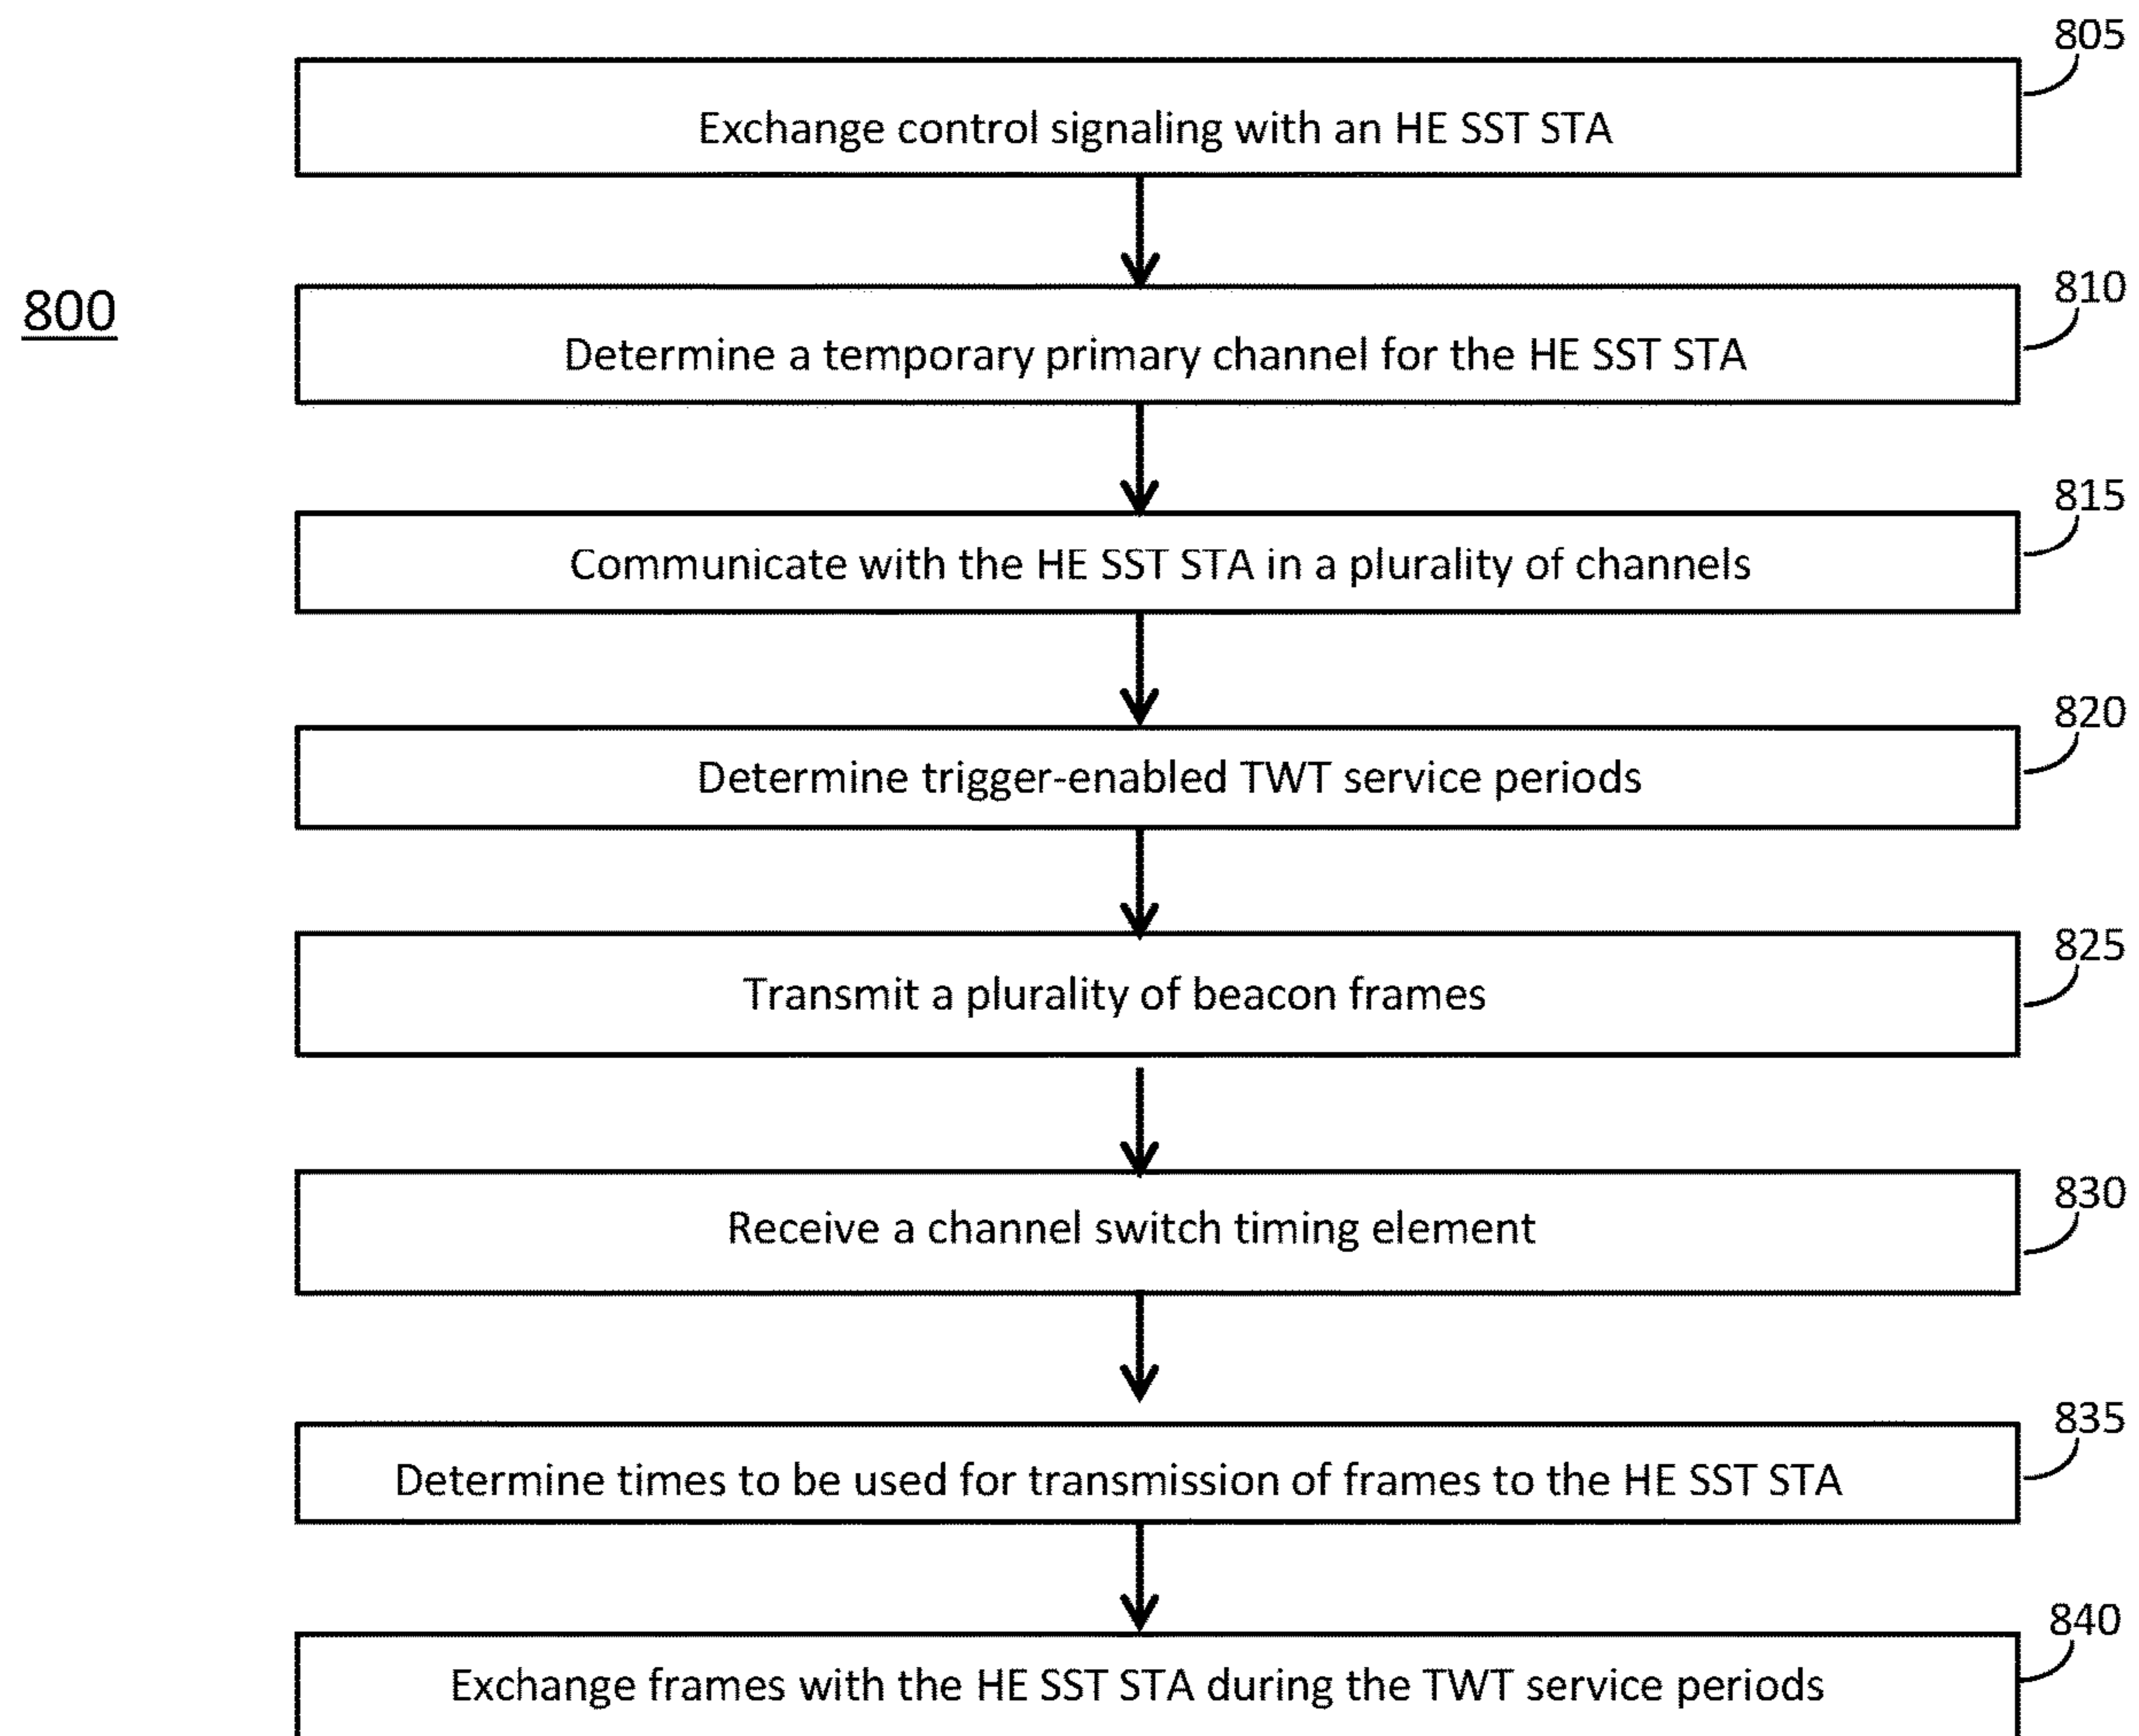 805
Exchange control signaling with an HE SST STA
810
800
Determine a temporary primary channel for the HE SST STA
815
Communicate with the HE SST STA in a plurality of channels
820
Determine trigger-enabled TWT service periods
825
Transmit a plurality of beacon frames
830
Receive a channel switch timing element
835
Determine times to be used for transmission of frames to the HE SST STA
840
Exchange frames with the HE SST STA during the TWT service periods